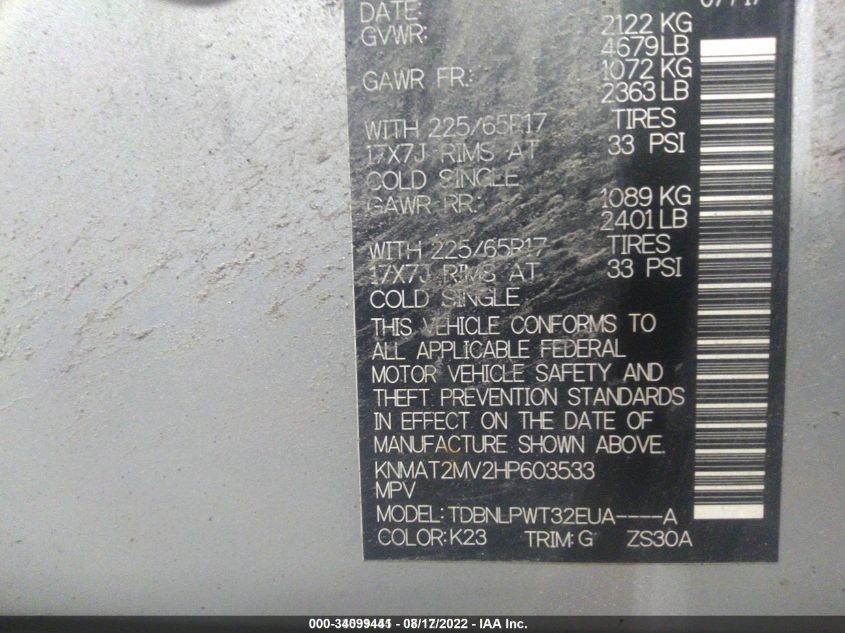 DATE:
GVWR: 2122 KG
4679 LB
GAWR FR.: 1072 KG
2363 LB
WITH 225/65R17 TIRES
17X7J RIMS AT 33 PSI
COLD SINGLE
GAWR RR.: 1089 KG
2401 LB
WITH 225/65R17 TIRES
17X7J RIMS AT 33 PSI
COLD SINGLE
THIS VEHICLE CONFORMS TO
ALL APPLICABLE FEDERAL
MOTOR VEHICLE SAFETY AND
THEFT PREVENTION STANDARDS
IN EFFECT ON THE DATE OF
MANUFACTURE SHOWN ABOVE.
KNMAT2MV2HP603533
MPV
MODEL: TDBNLPWT32EUA----A
COLOR: K23 TRIM: G ZS30A
08/17/2022 - IAA Inc.